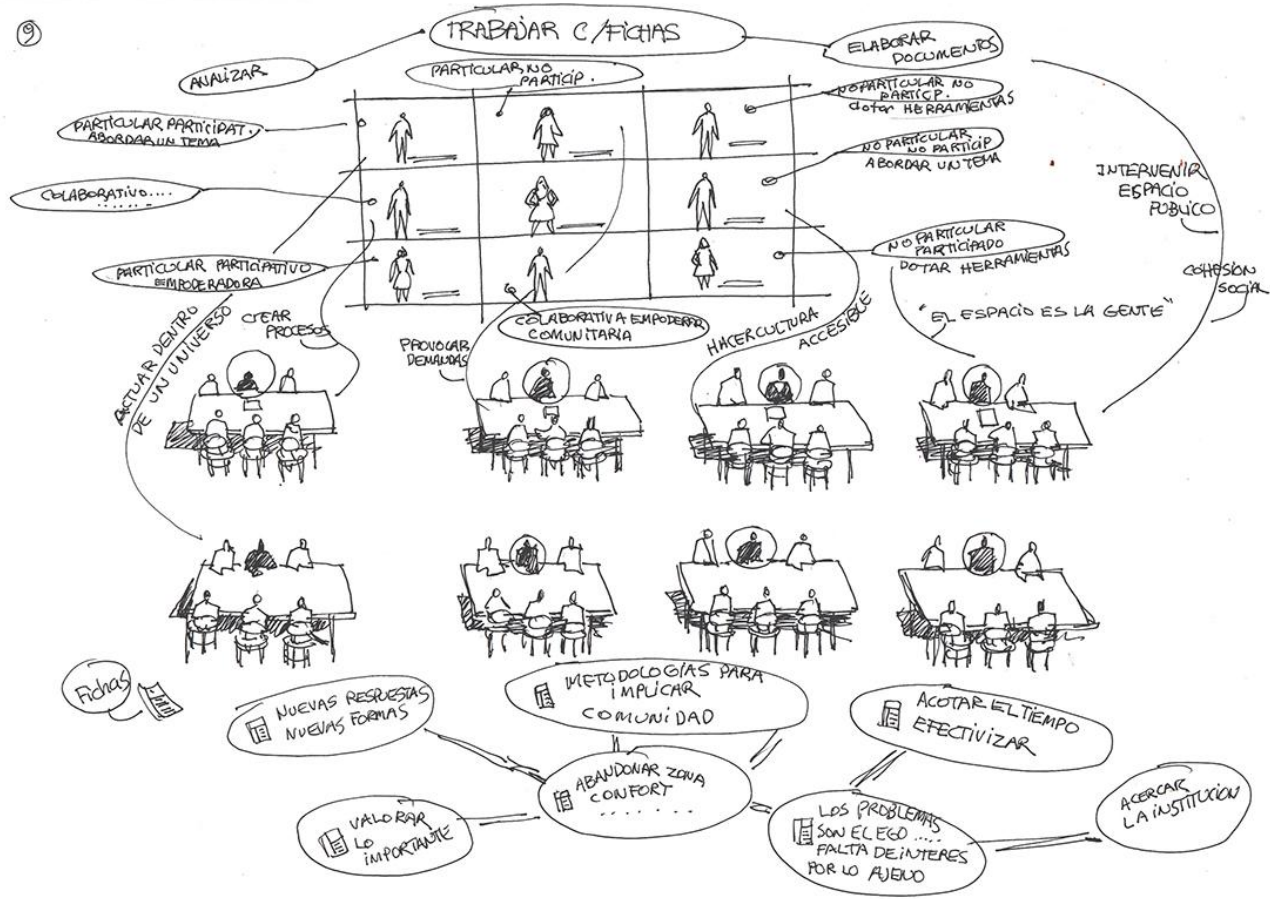 9
TRABAJAR C/FICHAS
ELABORAR
DOCUMENTOS
ANALIZAR
PARTICULAR NO
PARTICIP.
NO PARTICULAR NO
PARTICP.
dotar HERRAMIENTAS
PARTICULAR PARTICIPAT.
ABORDAR UN TEMA
NO PARTICULAR
NO PARTICIP
ABORDAR UN TEMA
INTERVENIR
ESPACIO
PÚBLICO
COLABORATIVO....
NO PARTICULAR
PARTICIPADO
DOTAR HERRAMIENTAS
PARTICULAR PARTICIPATIVO
EMPODERADORA
COHESION
SOCIAL
CREAR
PROCESOS
COLABORATIVA EMPODERAR
COMUNITARIA
"EL ESPACIO ES LA GENTE"
ACTUAR DENTRO
DE UN UNIVERSO
PROVOCAR
DEMANDAS
HACER CULTURA
ACCESIBLE
Fichas
NUEVAS RESPUESTAS
NUEVAS FORMAS
METODOLOGÍAS PARA
IMPLICAR
COMUNIDAD
ACOTAR EL TIEMPO
EFECTIVIZAR
ABANDONAR ZONA
CONFORT
......
VALORAR
LO
IMPORTANTE
LOS PROBLEMAS
SON EL EGO ....
FALTA DE INTERES
POR LO AJENO
ACERCAR
LA INSTITUCION